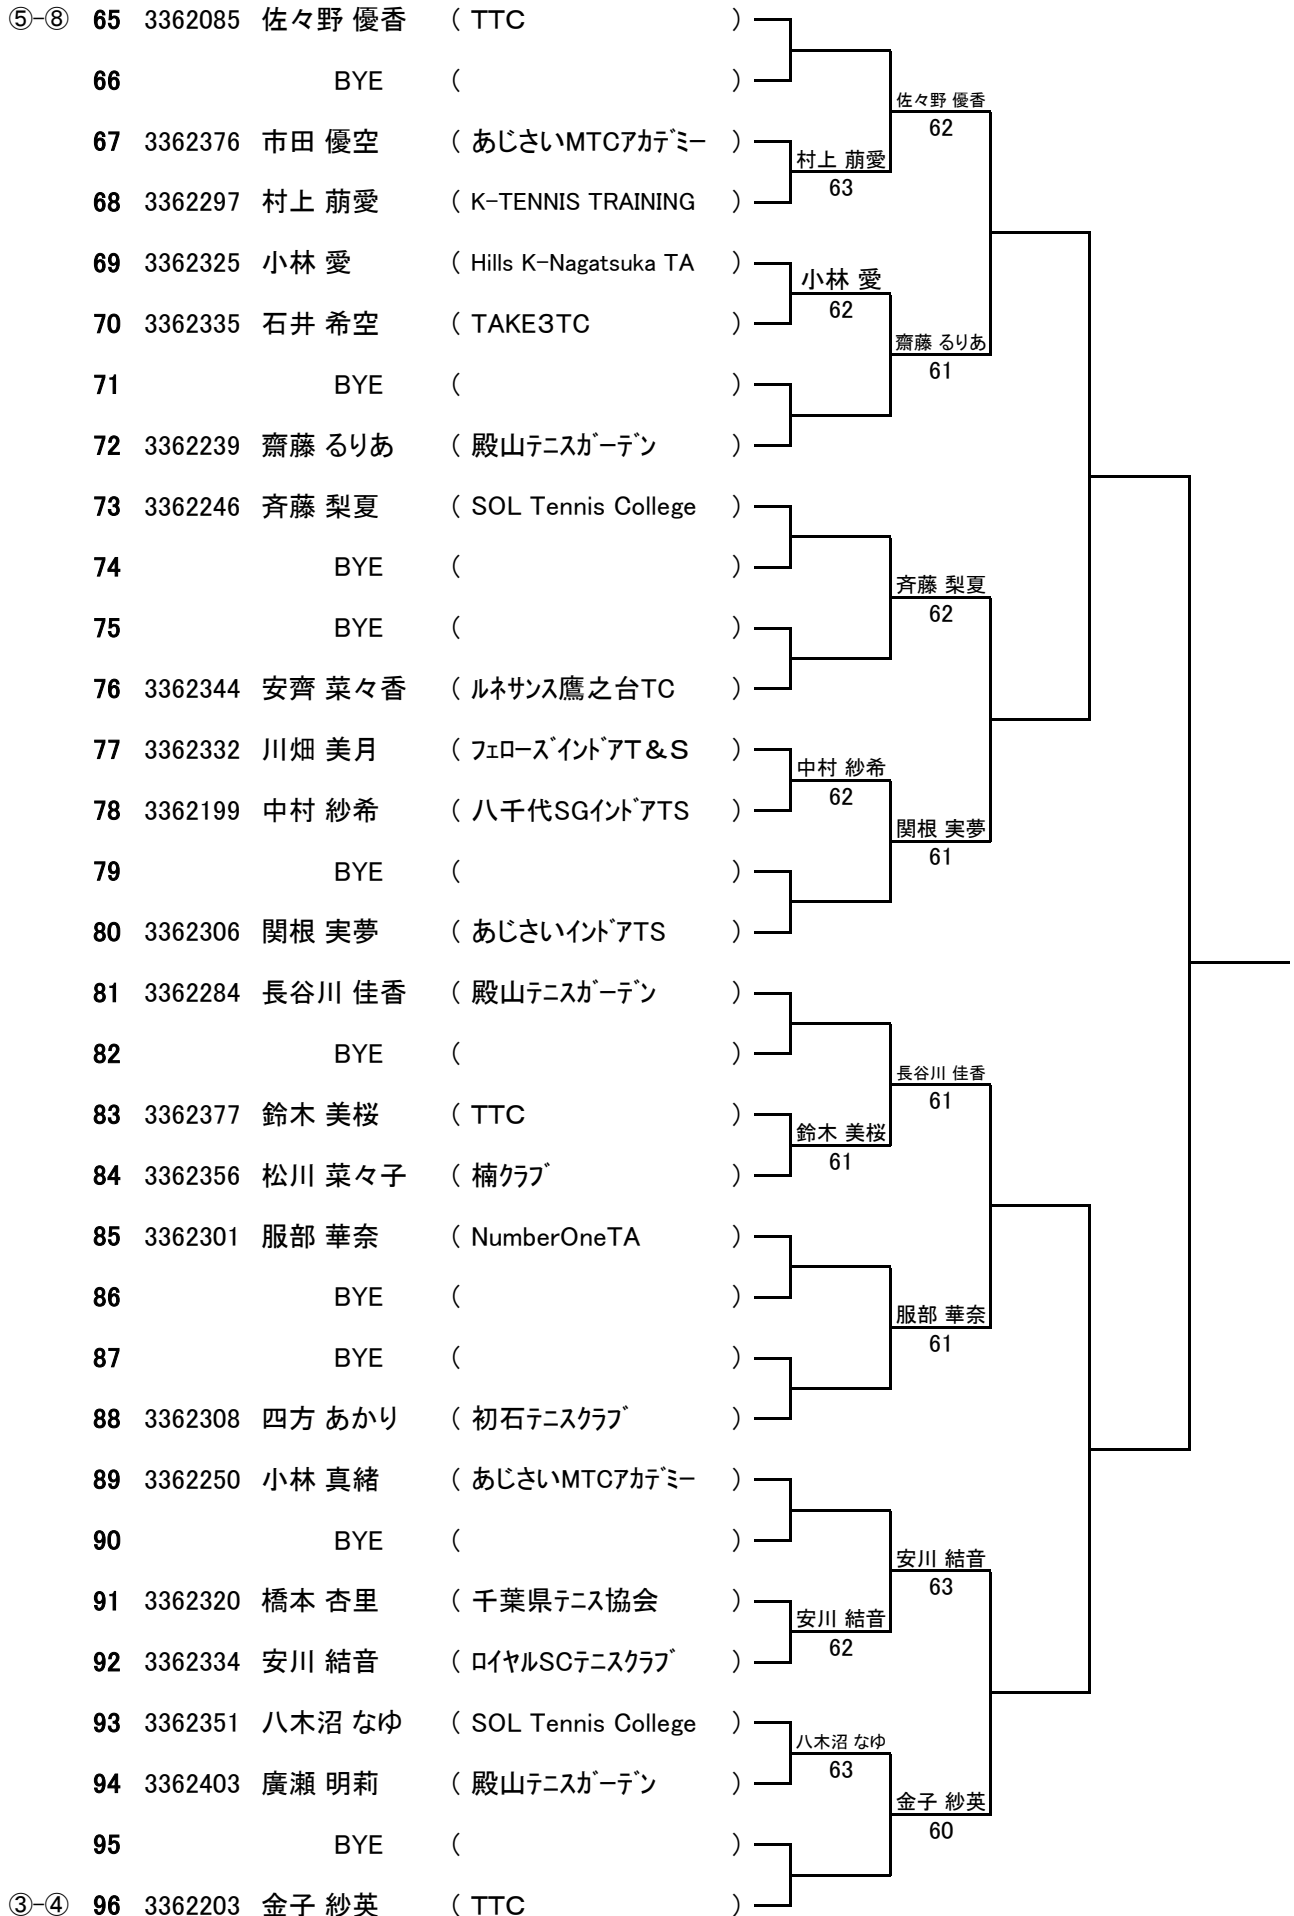 ⑤-⑧ 65 3362085 佐々野 優香 ( TTC )
66 BYE ( )
佐々野 優香
62
67 3362376 市田 優空 ( あじさいMTCｱｶﾃﾞﾐｰ )
村上 萠愛
63
68 3362297 村上 萠愛 ( K-TENNIS TRAINING )
69 3362325 小林 愛 ( Hills K-Nagatsuka TA )
小林 愛
62
70 3362335 石井 希空 ( TAKE3TC )
齋藤 るりあ
61
71 BYE ( )
72 3362239 齋藤 るりあ ( 殿山ﾃﾆｽｶﾞｰﾃﾞﾝ )
73 3362246 斉藤 梨夏 ( SOL Tennis College )
74 BYE ( )
斉藤 梨夏
62
75 BYE ( )
76 3362344 安齊 菜々香 ( ﾙﾈｻﾝｽ鷹之台TC )
77 3362332 川畑 美月 ( ﾌｪﾛｰｽﾞｲﾝﾄﾞｱT＆S )
中村 紗希
62
78 3362199 中村 紗希 ( 八千代SGｲﾝﾄﾞｱTS )
関根 実夢
61
79 BYE ( )
80 3362306 関根 実夢 ( あじさいｲﾝﾄﾞｱTS )
81 3362284 長谷川 佳香 ( 殿山ﾃﾆｽｶﾞｰﾃﾞﾝ )
82 BYE ( )
長谷川 佳香
61
83 3362377 鈴木 美桜 ( TTC )
鈴木 美桜
61
84 3362356 松川 菜々子 ( 楠ｸﾗﾌﾞ )
85 3362301 服部 華奈 ( NumberOneTA )
86 BYE ( )
服部 華奈
61
87 BYE ( )
88 3362308 四方 あかり ( 初石ﾃﾆｽｸﾗﾌﾞ )
89 3362250 小林 真緒 ( あじさいMTCｱｶﾃﾞﾐｰ )
90 BYE ( )
安川 結音
63
91 3362320 橋本 杏里 ( 千葉県ﾃﾆｽ協会 )
安川 結音
62
92 3362334 安川 結音 ( ﾛｲﾔﾙSCﾃﾆｽｸﾗﾌﾞ )
93 3362351 八木沼 なゆ ( SOL Tennis College )
八木沼 なゆ
63
94 3362403 廣瀬 明莉 ( 殿山ﾃﾆｽｶﾞｰﾃﾞﾝ )
金子 紗英
60
95 BYE ( )
③-④ 96 3362203 金子 紗英 ( TTC )